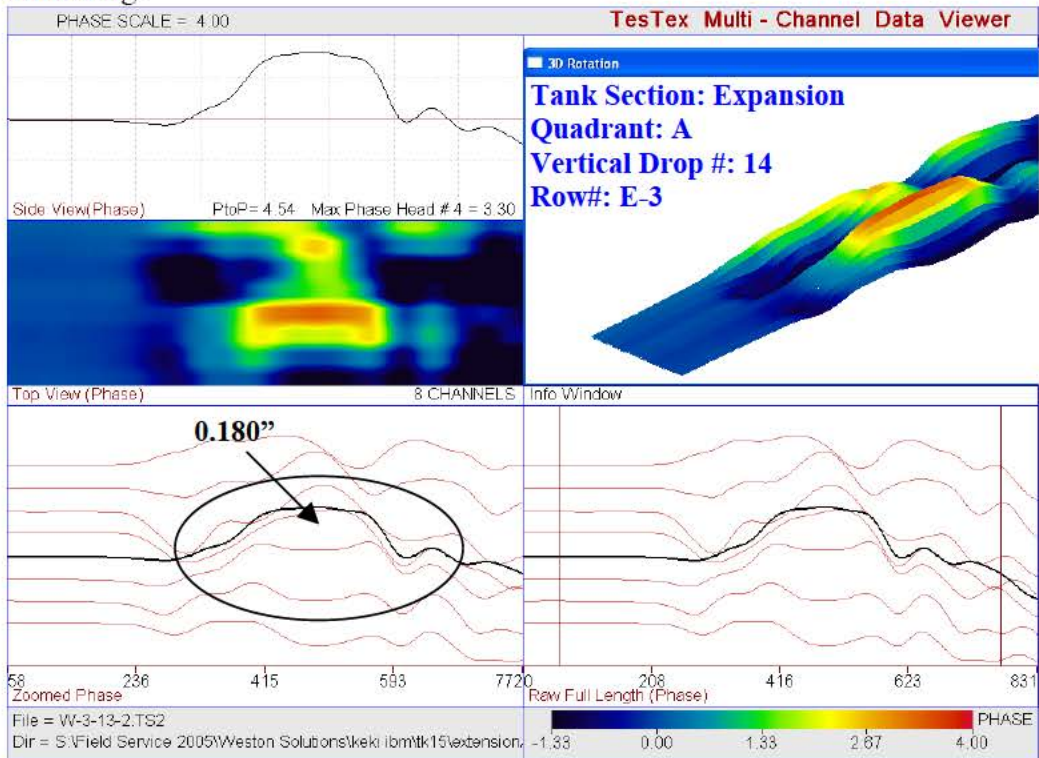 PHASE SCALE = 4.00
TesTex Multi - Channel Data Viewer
3D Rotation
Tank Section: Expansion
Quadrant: A
Vertical Drop #: 14
Row#: E-3
Side View(Phase) PtoP= 4.54 Max Phase Head # 4 = 3.30
Top View (Phase) 8 CHANNELS
Info Window
0.180”
58 236 415 593 772
Zoomed Phase
0 208 416 623 831
Raw Full Length (Phase)
File = W-3-13-2.TS2
Dir = S:\Field Service 2005\Weston Solutions\keki ibm\tk15\extension
PHASE
-1.33 0.00 1.33 2.67 4.00